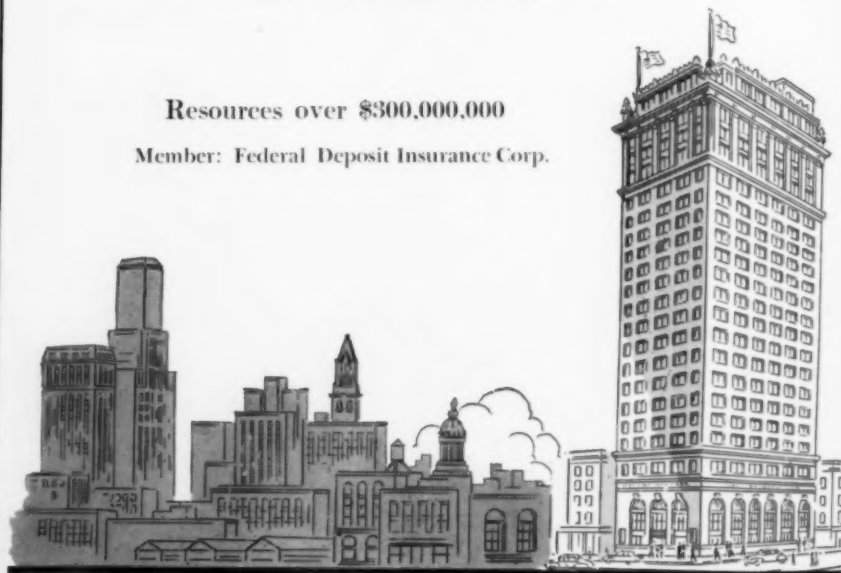 Resources over $300,000,000
Member: Federal Deposit Insurance Corp.